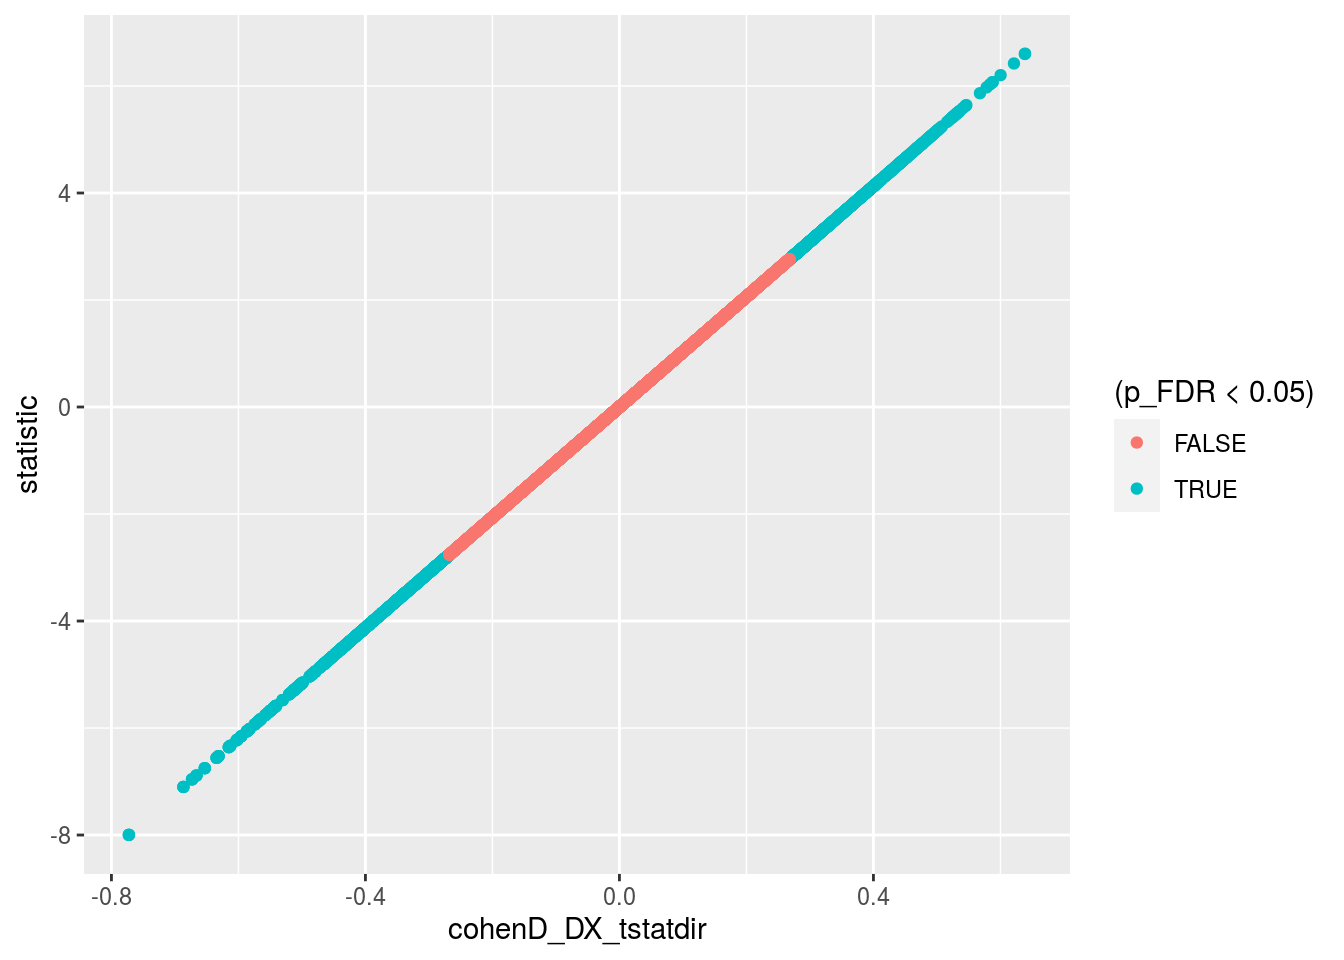 4
0
-4
-8
statistic
-0.8
-0.4
0.0
0.4
cohenD_DX_tstatdir
(p_FDR < 0.05)
FALSE
TRUE